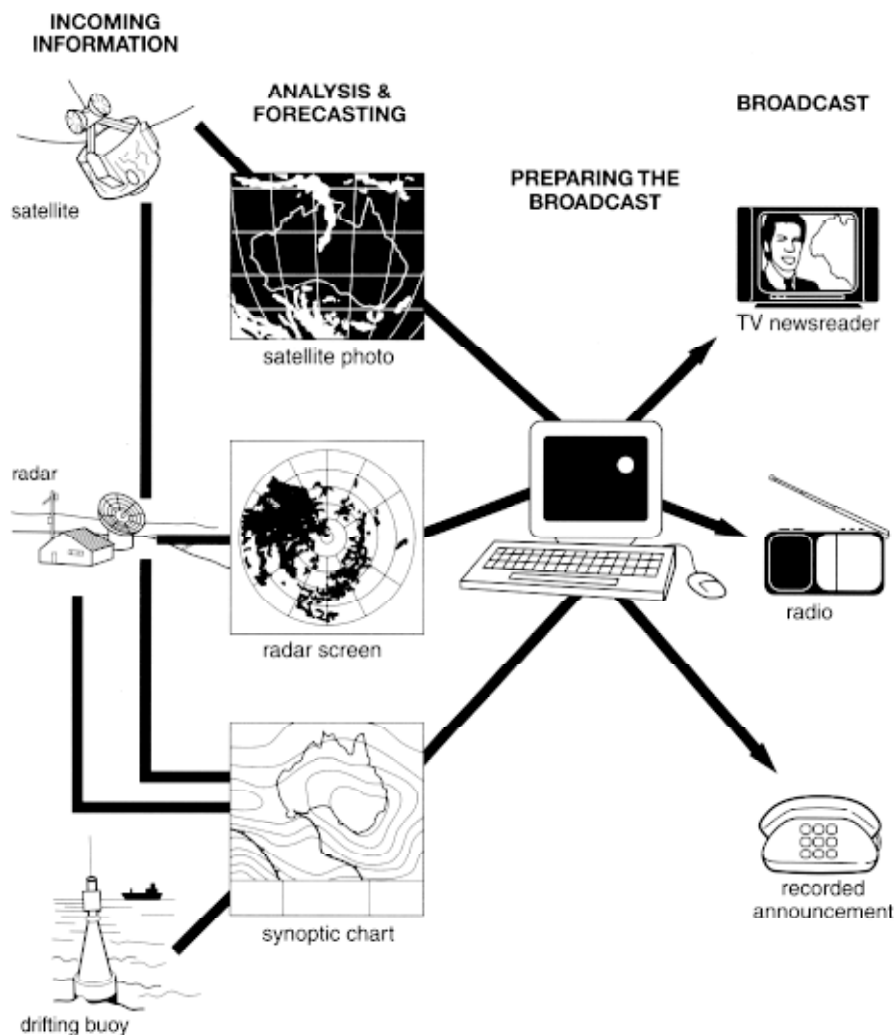 INCOMING
INFORMATION
ANALYSIS &
FORECASTING
BROADCAST
PREPARING THE
BROADCAST
satellite
TV newsreader
satellite photo
radar
radio
radar screen
recorded
announcement
synoptic chart
drifting buoy